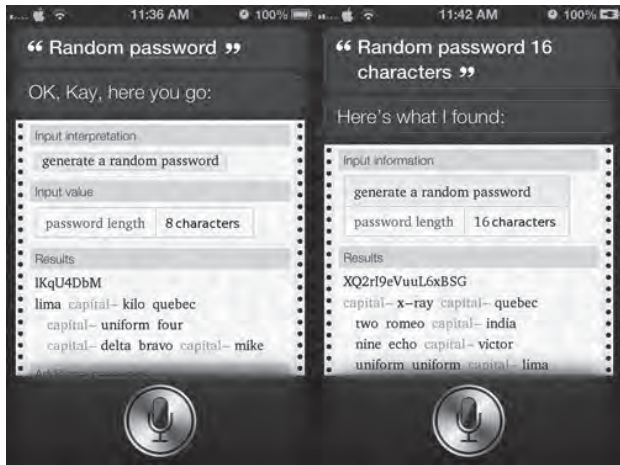 11:36 AM
100%
“ Random password ”
OK, Kay, here you go:
Input interpretation
generate a random password
Input value
password length 8 characters
Results
lKqU4DbM
lima capital– kilo quebec
capital– uniform four
capital– delta bravo capital– mike
11:42 AM
100%
“ Random password 16
characters ”
Here's what I found:
Input information
generate a random password
password length 16 characters
Results
XQ2rI9eVuuL6xBSG
capital– x–ray capital– quebec
two romeo capital– india
nine echo capital– victor
uniform uniform capital– lima